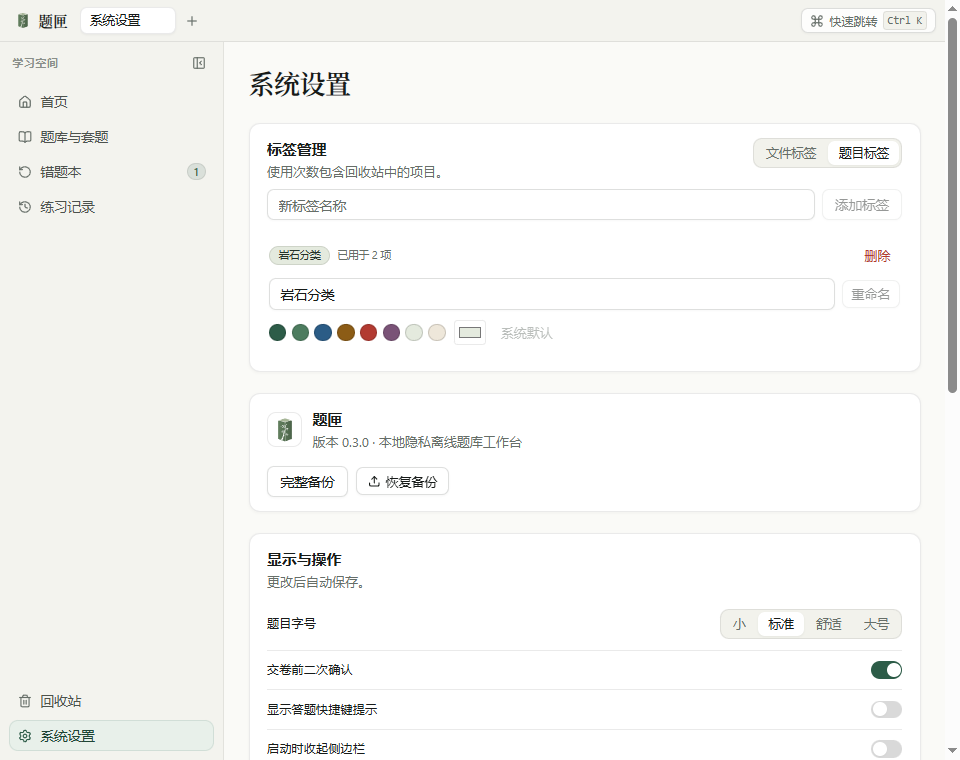 题匣
系统设置
快速跳转 Ctrl K
学习空间
首页
题库与套题
错题本 1
练习记录
回收站
系统设置
系统设置
标签管理
使用次数包含回收站中的项目。
文件标签 题目标签
新标签名称 添加标签
岩石分类 已用于 2 项 删除
岩石分类 重命名
系统默认
题匣
版本 0.3.0 · 本地隐私离线题库工作台
完整备份 恢复备份
显示与操作
更改后自动保存。
题目字号 小 标准 舒适 大号
交卷前二次确认
显示答题快捷键提示
启动时收起侧边栏